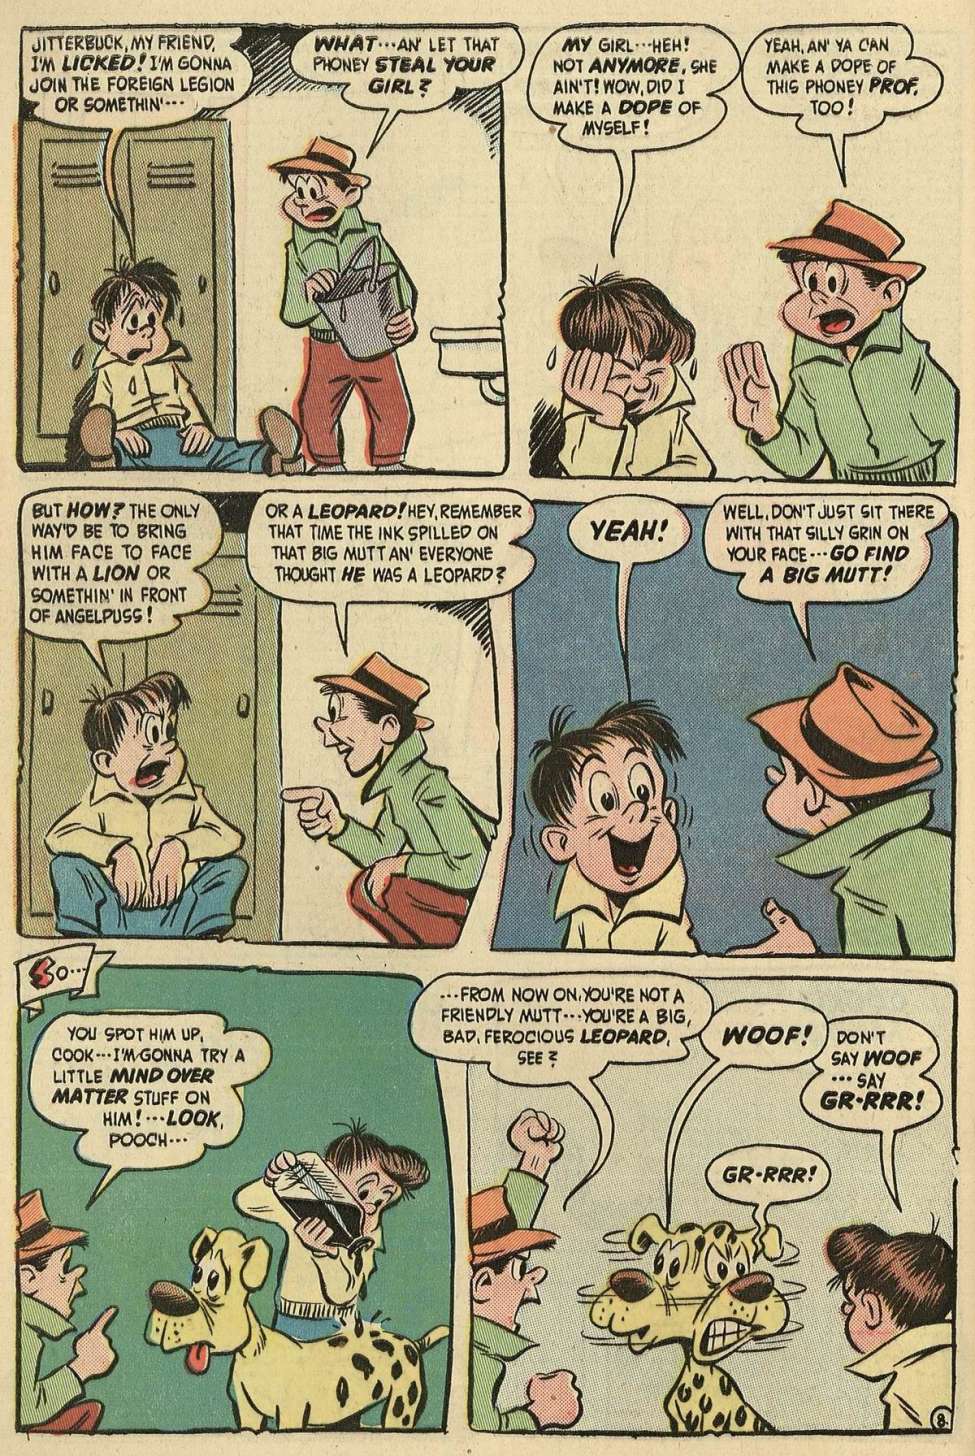 JITTERBUCK, MY FRIEND,
I'M LICKED! I'M GONNA
JOIN THE FOREIGN LEGION
OR SOMETHIN'---
WHAT---AN' LET THAT
PHONEY STEAL YOUR
GIRL?
MY GIRL---HEH!
NOT ANYMORE, SHE
AIN'T! WOW, DID I
MAKE A DOPE OF
MYSELF!
YEAH, AN' YA CAN
MAKE A DOPE OF
THIS PHONEY PROF,
TOO!
BUT HOW? THE ONLY
WAY'D BE TO BRING
HIM FACE TO FACE
WITH A LION OR
SOMETHIN' IN FRONT
OF ANGELPUSS!
OR A LEOPARD! HEY, REMEMBER
THAT TIME THE INK SPILLED ON
THAT BIG MUTT AN' EVERYONE
THOUGHT HE WAS A LEOPARD?
YEAH!
WELL, DON'T JUST SIT THERE
WITH THAT SILLY GRIN ON
YOUR FACE---GO FIND
A BIG MUTT!
SO---
YOU SPOT HIM UP,
COOK---I'M GONNA TRY A
LITTLE MIND OVER
MATTER STUFF ON
HIM!---LOOK,
POOCH---
---FROM NOW ON, YOU'RE NOT A
FRIENDLY MUTT---YOU'RE A BIG,
BAD, FEROCIOUS LEOPARD,
SEE?
WOOF!
DON'T
SAY WOOF
---SAY
GR-RRR!
GR-RRR!
8